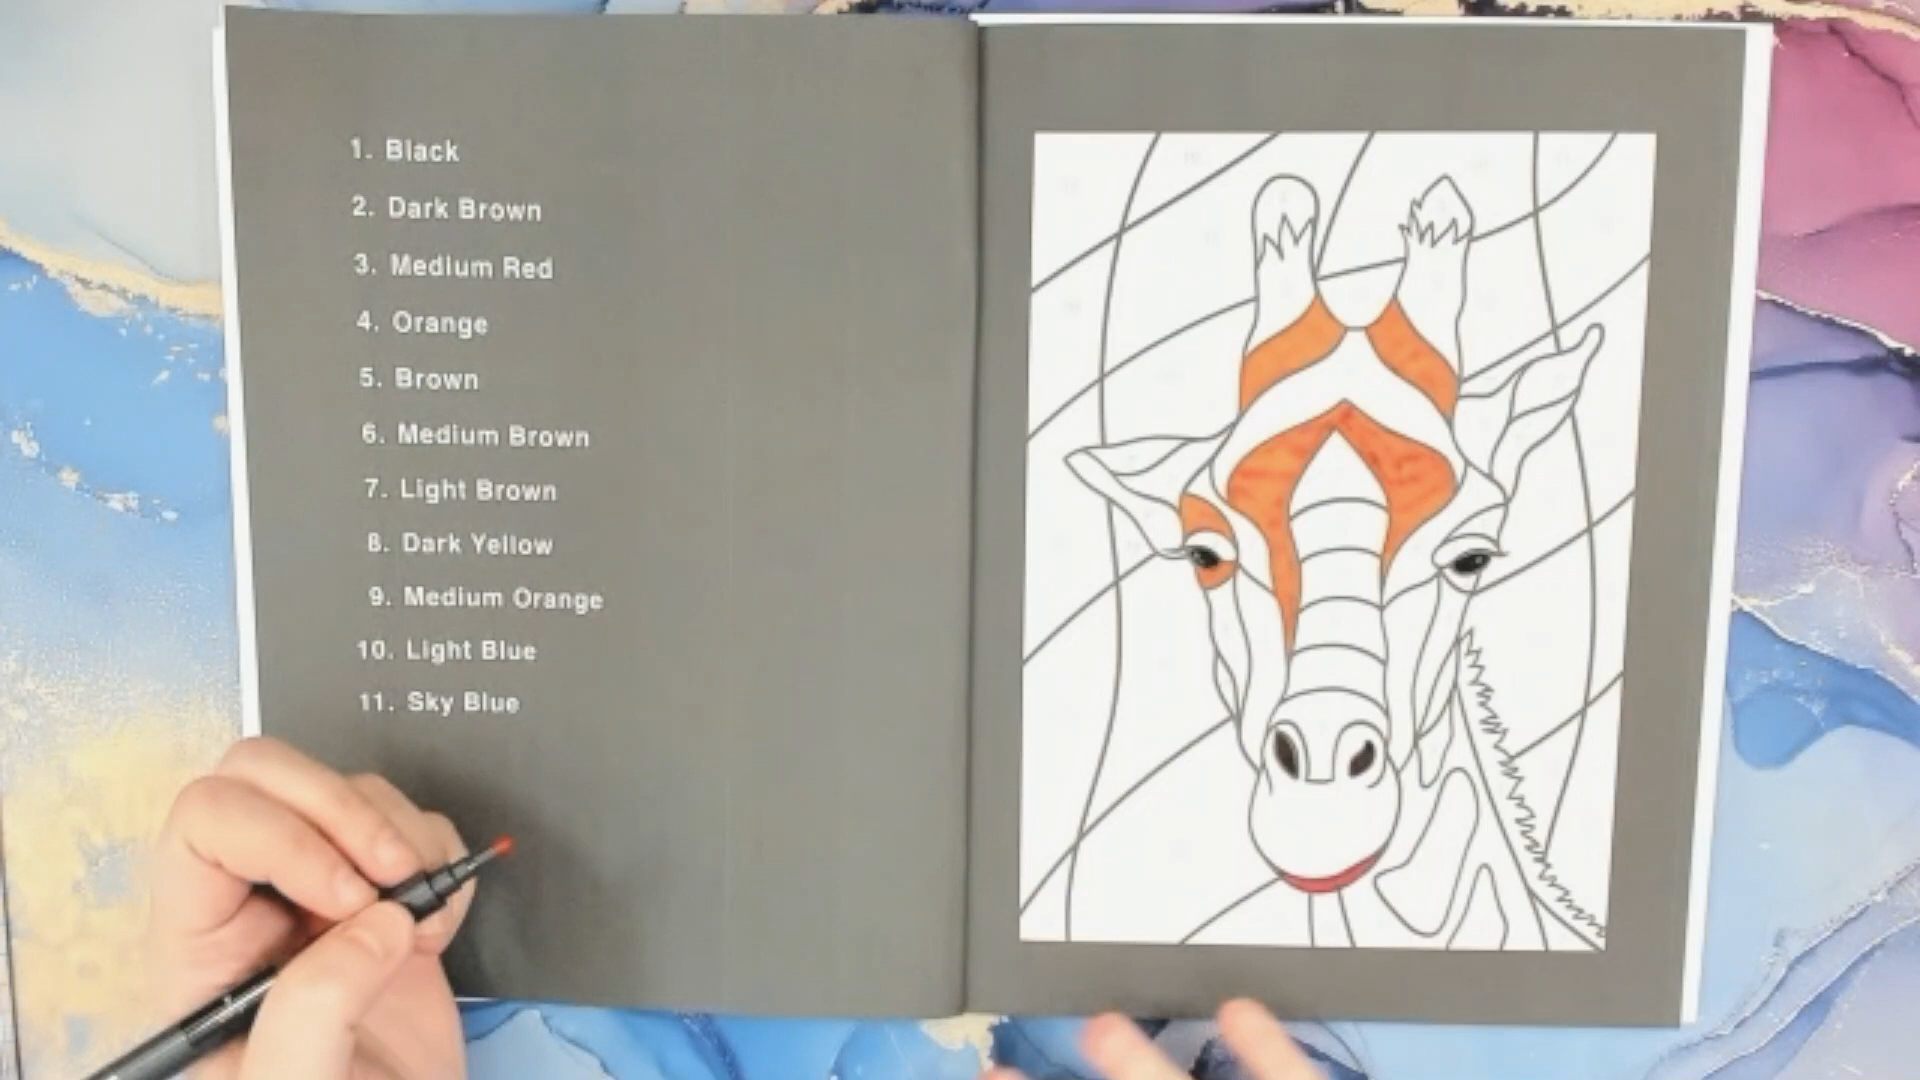 1. Black
2. Dark Brown
3. Medium Red
4. Orange
5. Brown
6. Medium Brown
7. Light Brown
8. Dark Yellow
9. Medium Orange
10. Light Blue
11. Sky Blue